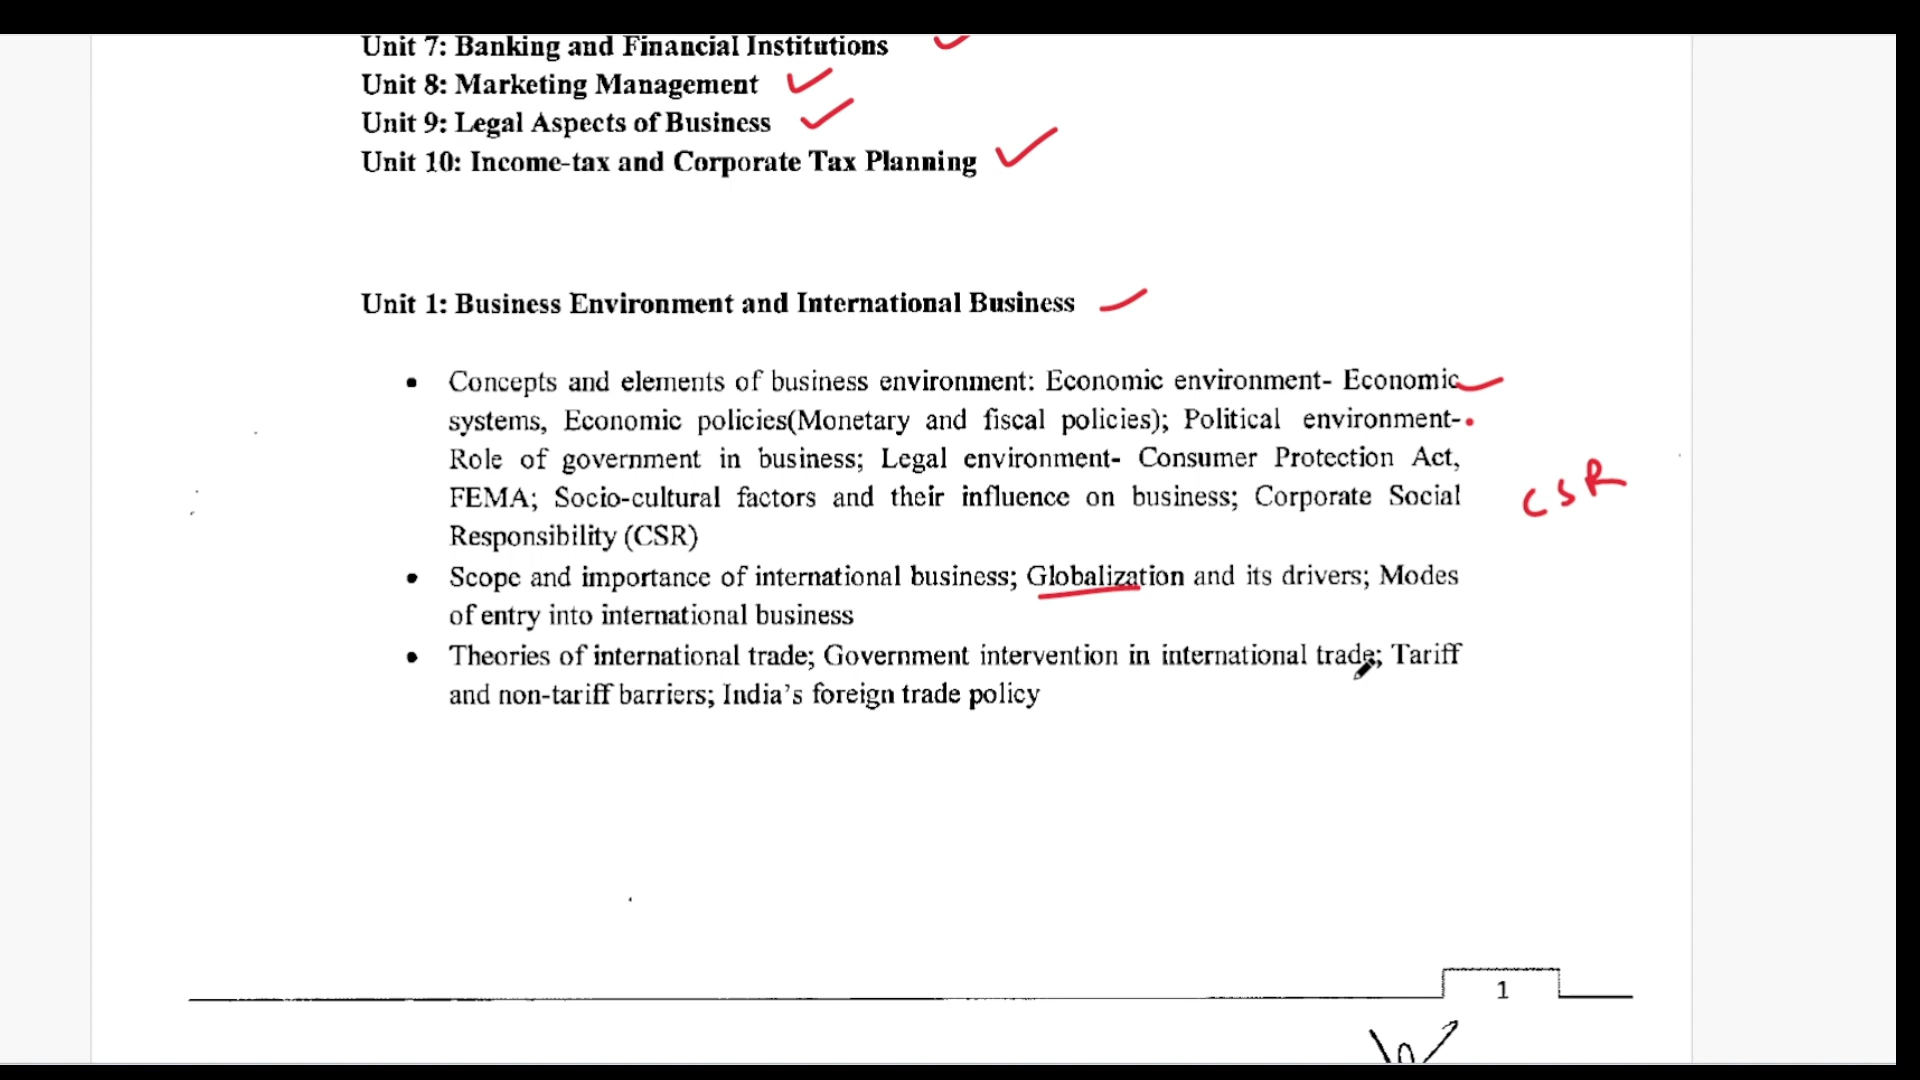 Unit 7: Banking and Financial Institutions
Unit 8: Marketing Management
Unit 9: Legal Aspects of Business
Unit 10: Income-tax and Corporate Tax Planning
Unit 1: Business Environment and International Business
• Concepts and elements of business environment: Economic environment- Economic
systems, Economic policies(Monetary and fiscal policies); Political environment-
Role of government in business; Legal environment- Consumer Protection Act,
FEMA; Socio-cultural factors and their influence on business; Corporate Social
CSR
Responsibility (CSR)
• Scope and importance of international business; Globalization and its drivers; Modes
of entry into international business
• Theories of international trade; Government intervention in international trade; Tariff
and non-tariff barriers; India's foreign trade policy
1